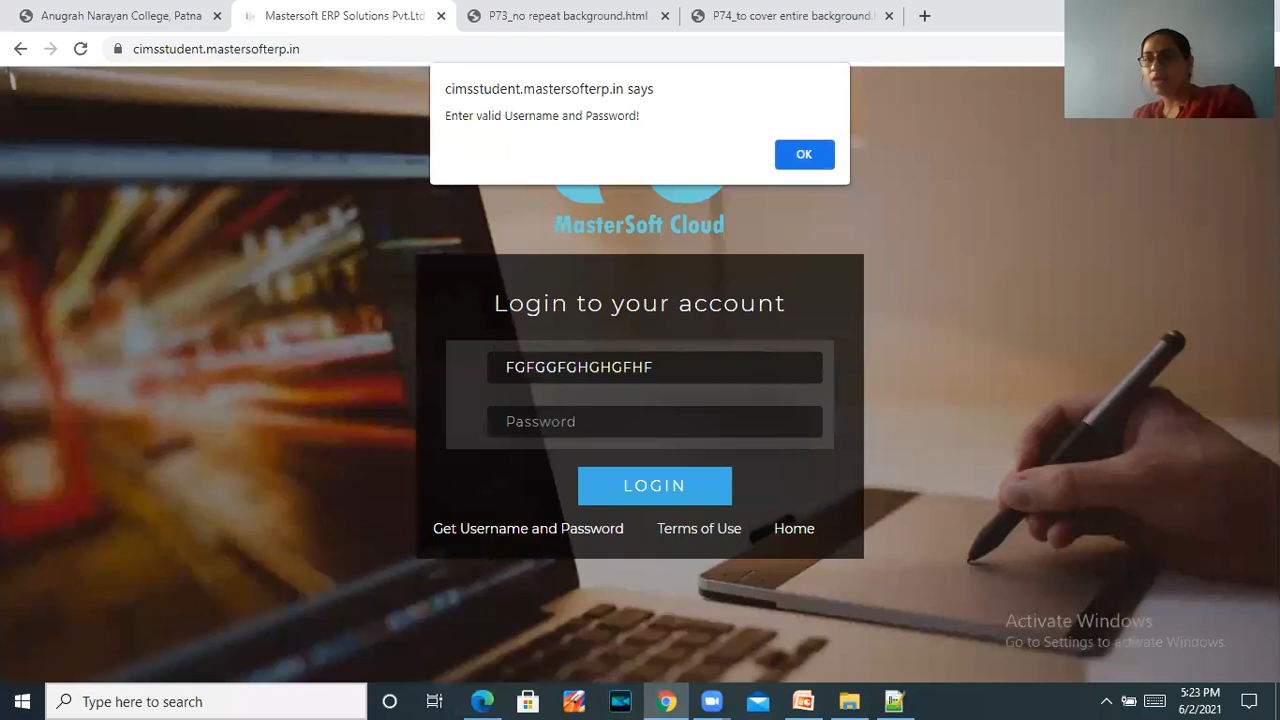 Anugrah Narayan College, Patna
Mastersoft ERP Solutions Pvt.Ltd
P73_no repeat background.html
P74_to cover entire background.h
cimsstudent.mastersofterp.in
cimsstudent.mastersofterp.in says
Enter valid Username and Password!
OK
MasterSoft Cloud
Login to your account
FGFGGFGHGHGFHF
Password
LOGIN
Get Username and Password Terms of Use Home
Activate Windows
Go to Settings to activate Windows.
Type here to search
5:23 PM
6/2/2021